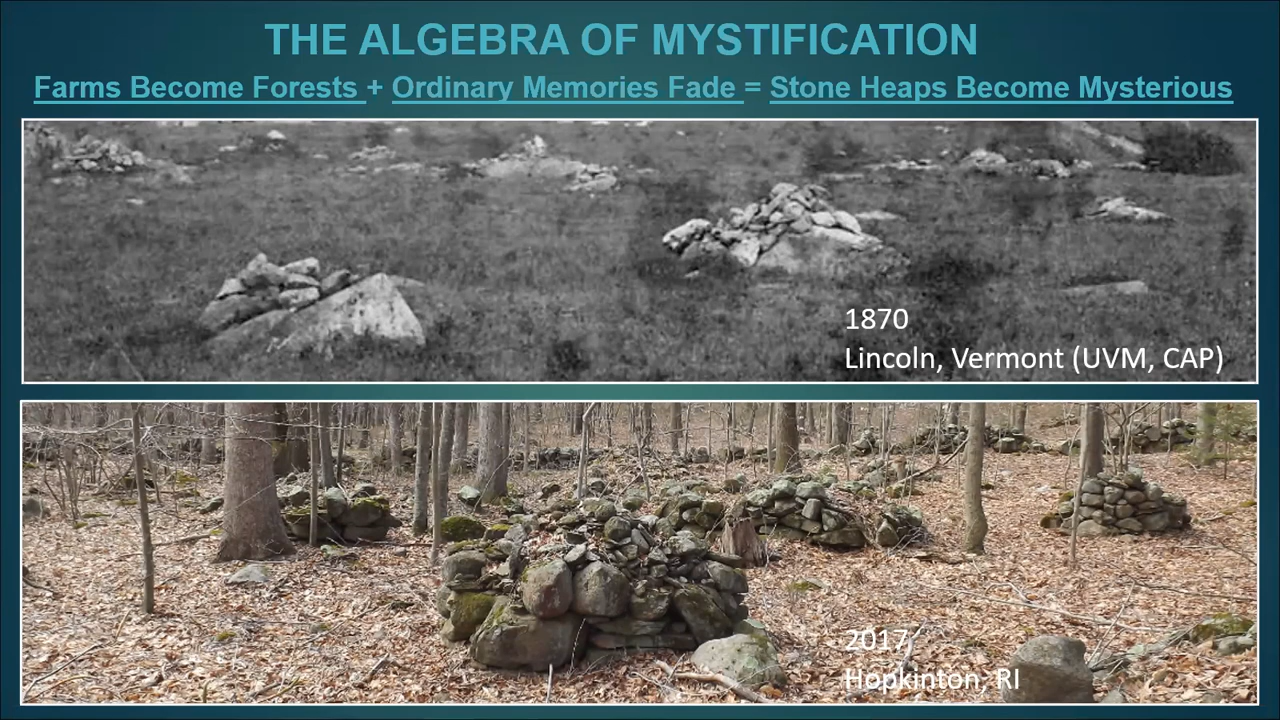 THE ALGEBRA OF MYSTIFICATION
Farms Become Forests + Ordinary Memories Fade = Stone Heaps Become Mysterious
1870
Lincoln, Vermont (UVM, CAP)
2017
Hopkinton, RI